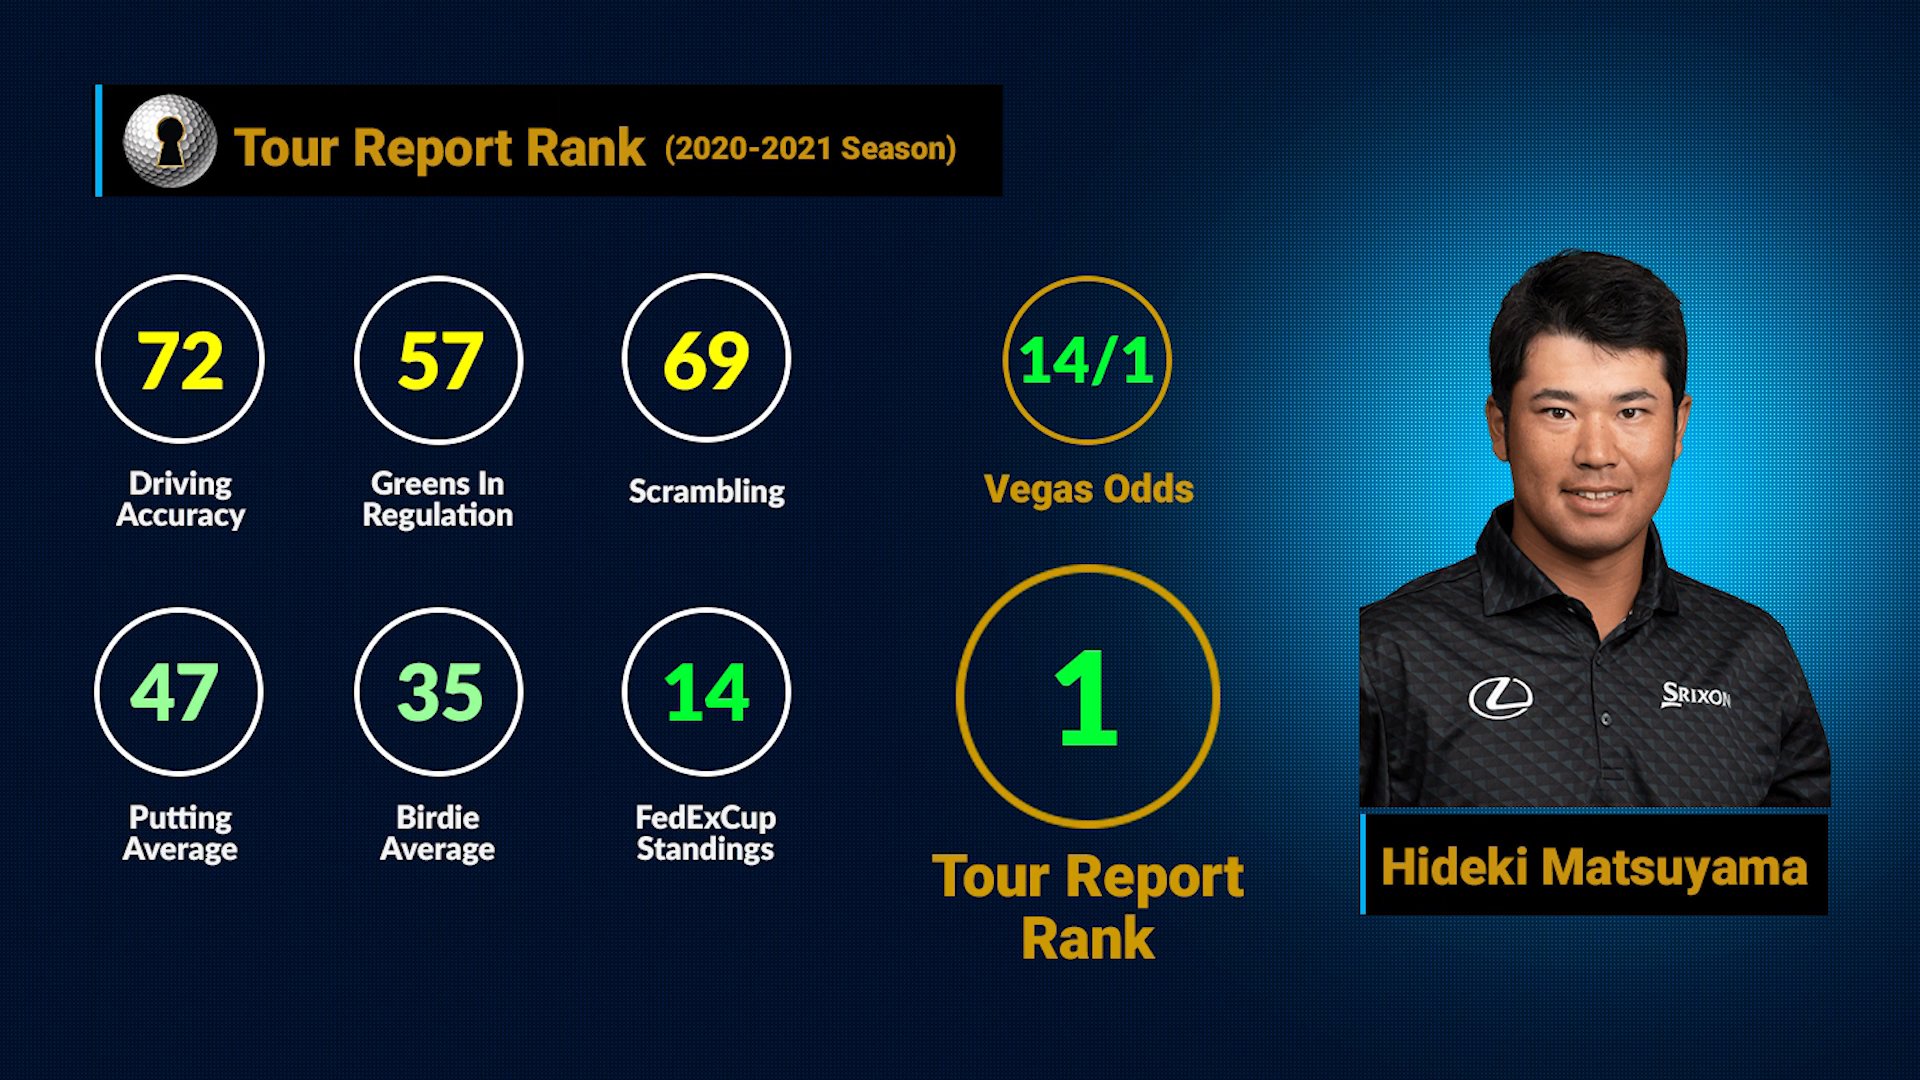 Tour Report Rank (2020-2021 Season)
72
57
69
14/1
Driving
Accuracy
Greens In
Regulation
Scrambling
Vegas Odds
47
35
14
1
Putting
Average
Birdie
Average
FedExCup
Standings
Tour Report
Rank
SRIXON
Hideki Matsuyama